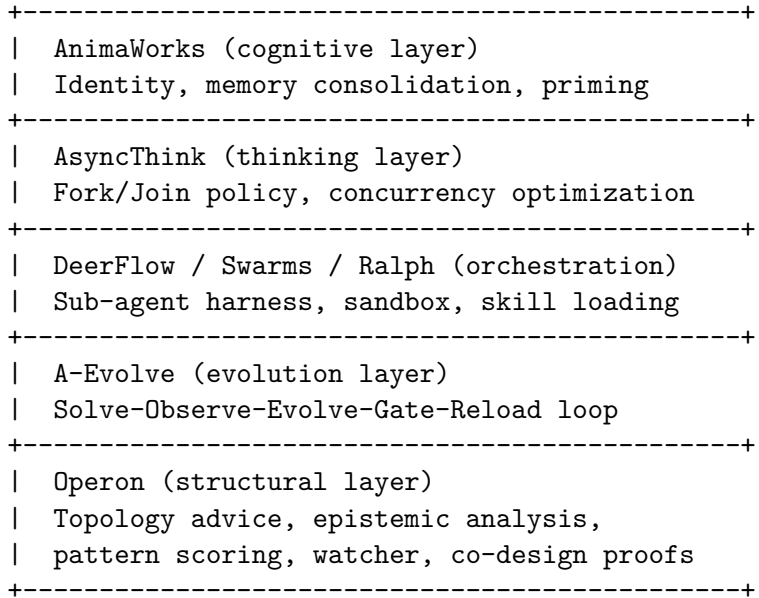 +-----------------------------------------------+
|  AnimaWorks (cognitive layer)
|  Identity, memory consolidation, priming
+-----------------------------------------------+
|  AsyncThink (thinking layer)
|  Fork/Join policy, concurrency optimization
+-----------------------------------------------+
|  DeerFlow / Swarms / Ralph (orchestration)
|  Sub-agent harness, sandbox, skill loading
+-----------------------------------------------+
|  A-Evolve (evolution layer)
|  Solve-Observe-Evolve-Gate-Reload loop
+-----------------------------------------------+
|  Operon (structural layer)
|  Topology advice, epistemic analysis,
|  pattern scoring, watcher, co-design proofs
+-----------------------------------------------+